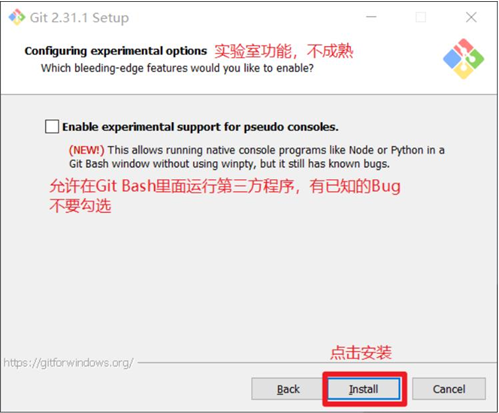 Git 2.31.1 Setup
Configuring experimental options 实验室功能，不成熟
Which bleeding-edge features would you like to enable?
Enable experimental support for pseudo consoles.
(NEW!) This allows running native console programs like Node or Python in a
Git Bash window without using winpty, but it still has known bugs.
允许在Git Bash里面运行第三方程序，有已知的Bug
不要勾选
点击安装
https://gitforwindows.org/
Back Install Cancel